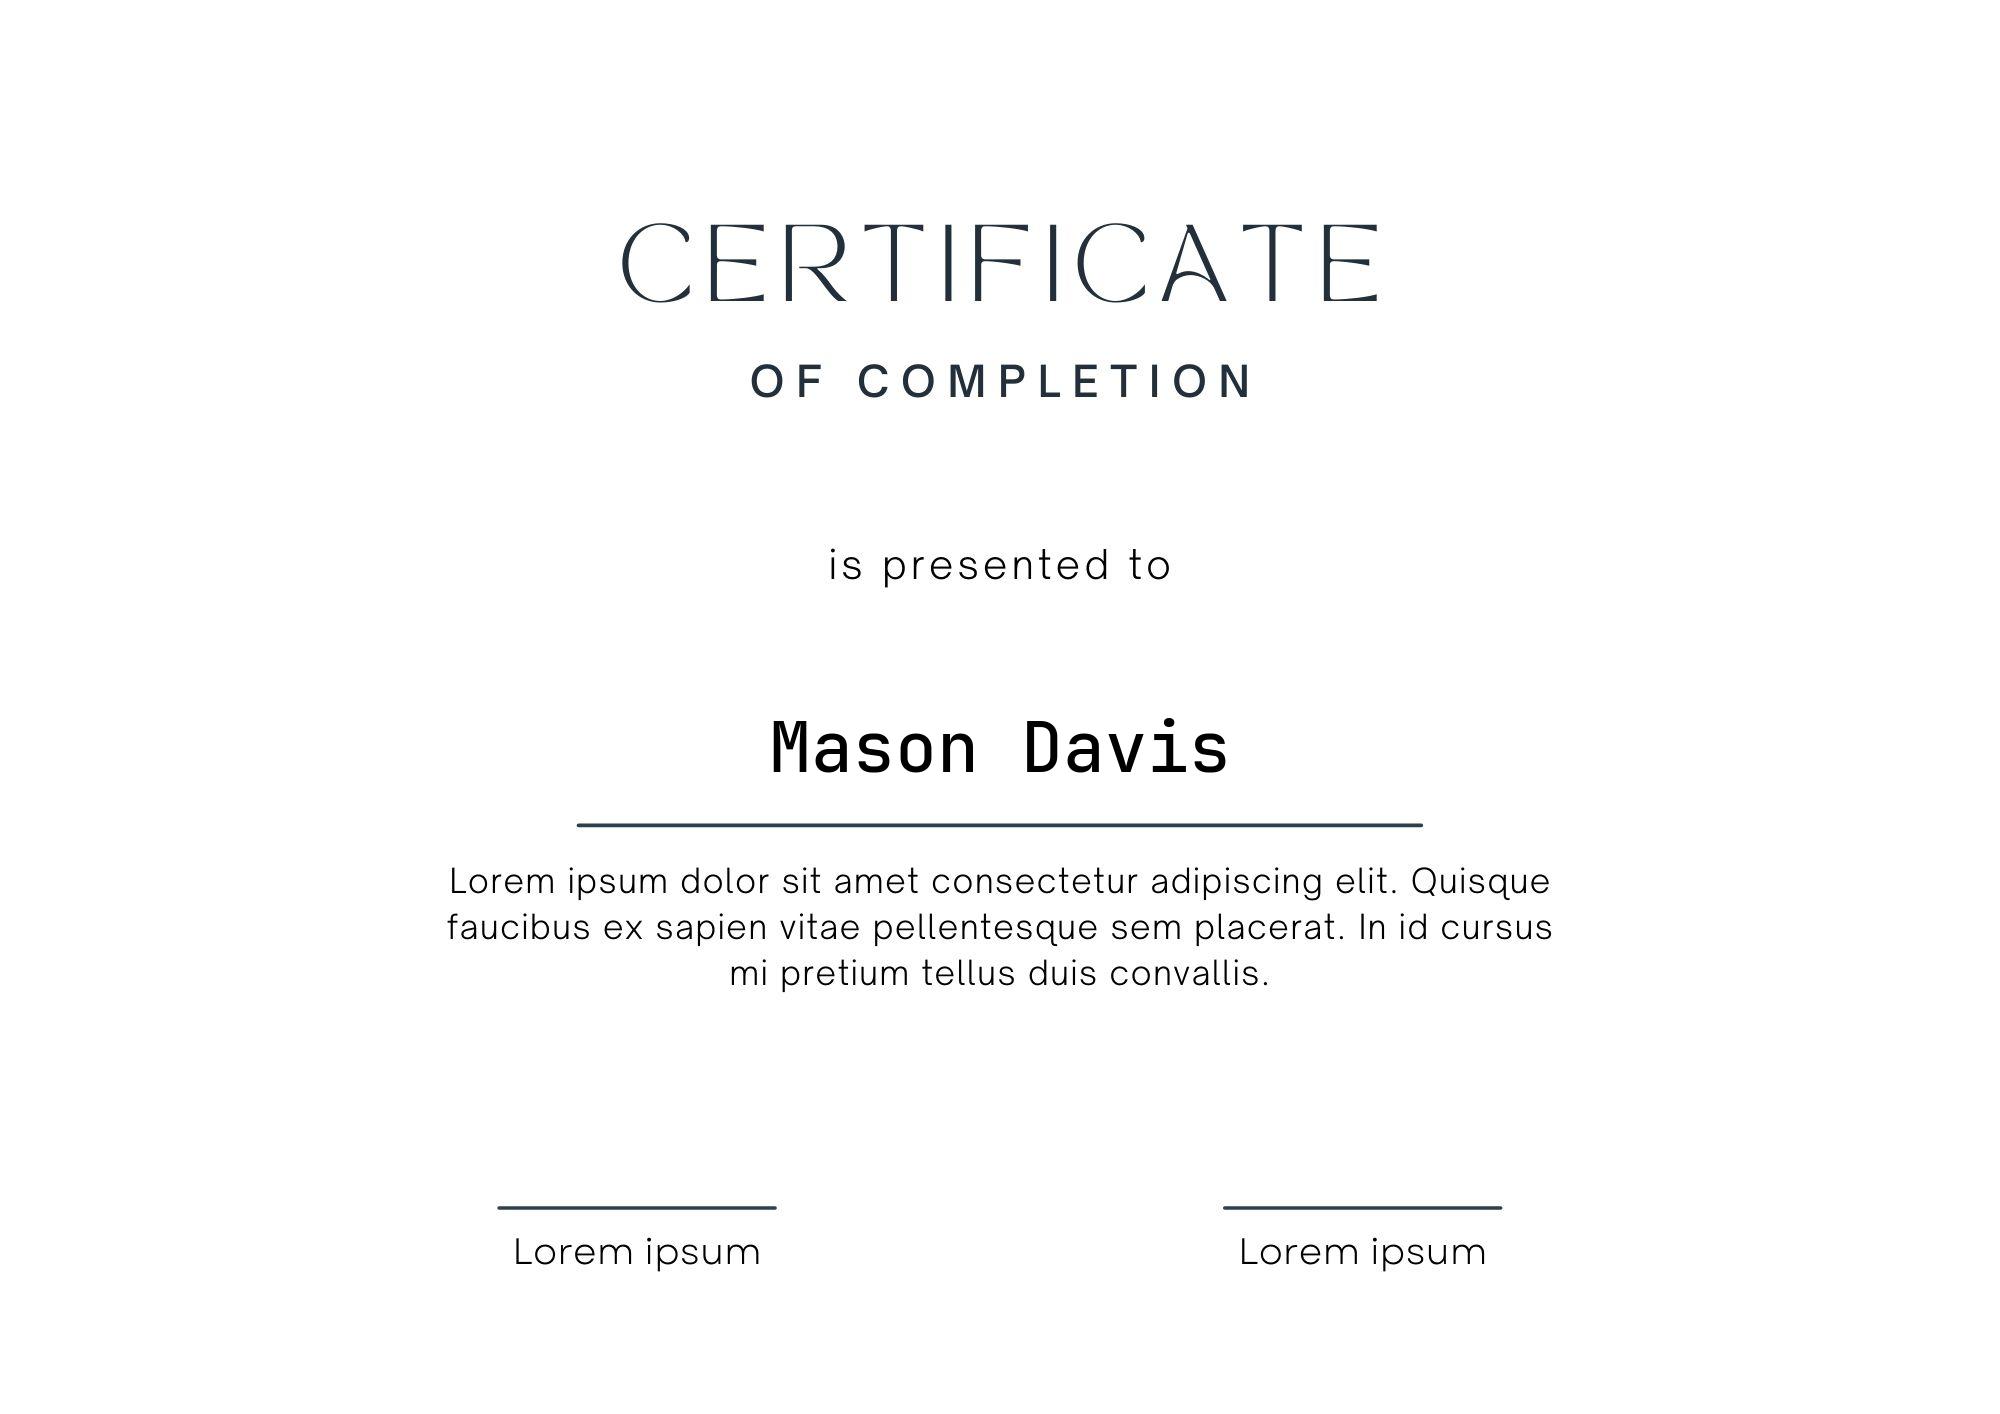 CERTIFICATE
OF COMPLETION
is presented to
Mason Davis
Lorem ipsum dolor sit amet consectetur adipiscing elit. Quisque
faucibus ex sapien vitae pellentesque sem placerat. In id cursus
mi pretium tellus duis convallis.
Lorem ipsum
Lorem ipsum